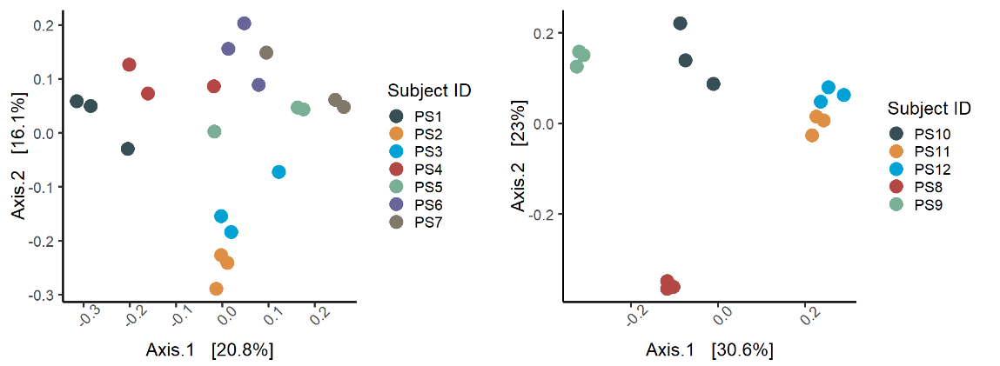 0.2
0.1
0.0
-0.1
-0.2
-0.3
Axis.2 [16.1%]
-0.3
-0.2
-0.1
0.0
0.1
0.2
Axis.1 [20.8%]
Subject ID
PS1
PS2
PS3
PS4
PS5
PS6
PS7
0.2
0.0
-0.2
Axis.2 [23%]
-0.2
0.0
0.2
Axis.1 [30.6%]
Subject ID
PS10
PS11
PS12
PS8
PS9